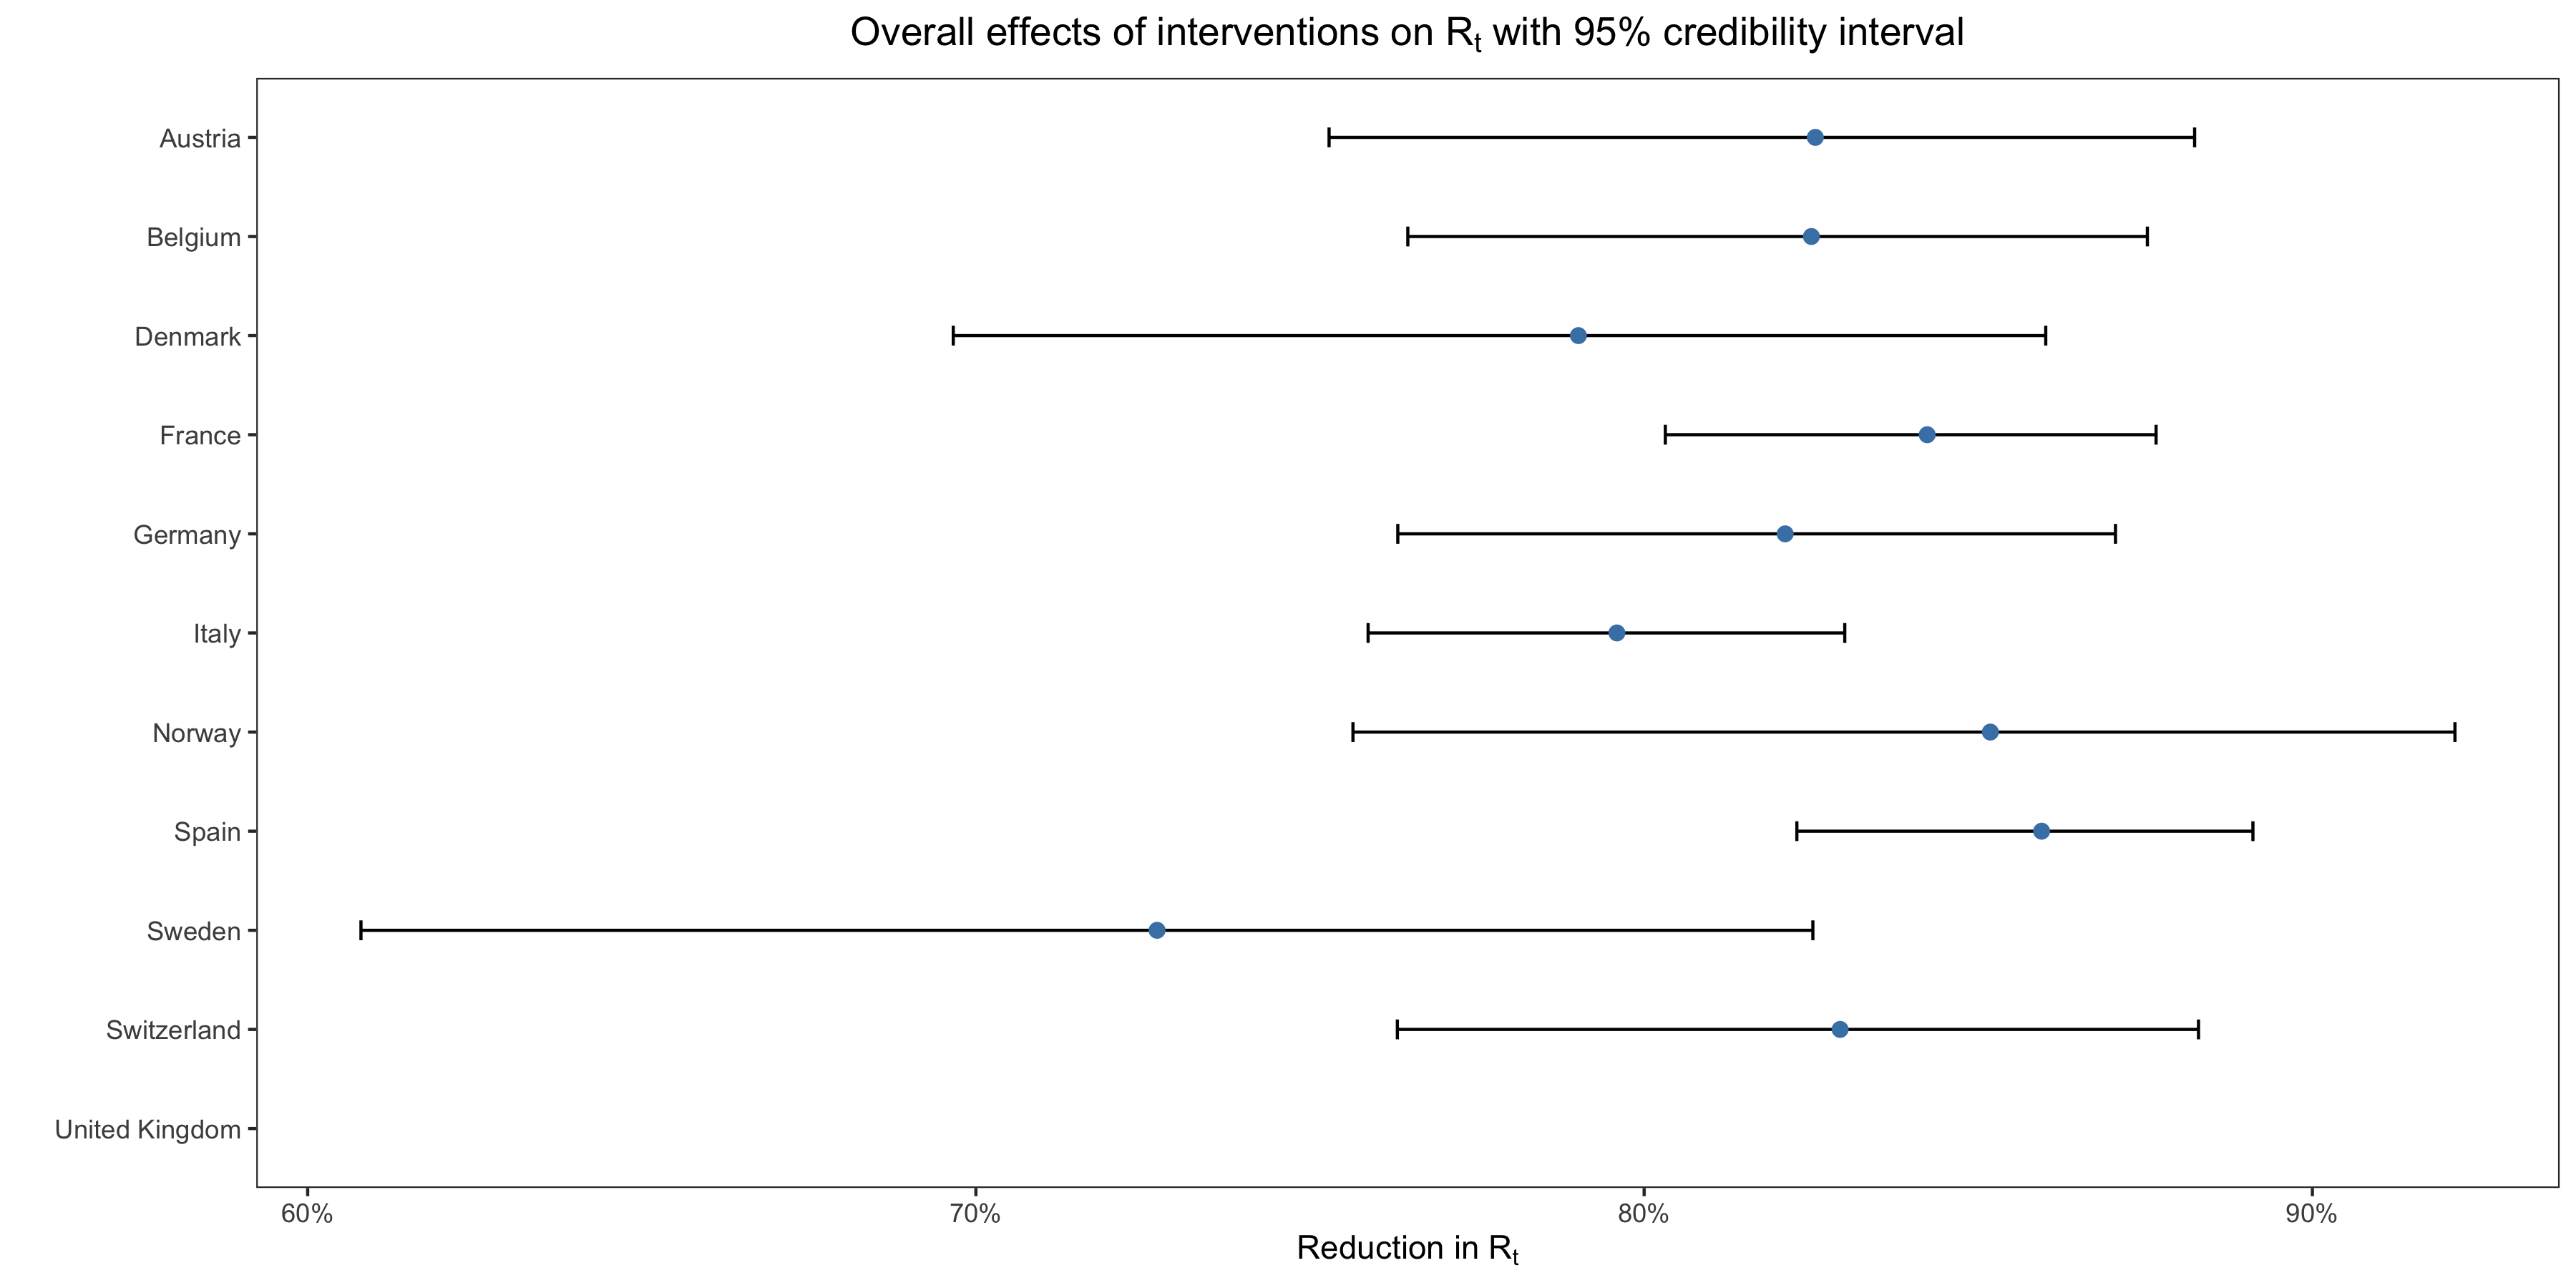 Overall effects of interventions on Rₜ with 95% credibility interval
Austria
Belgium
Denmark
France
Germany
Italy
Norway
Spain
Sweden
Switzerland
United Kingdom
60% 70% 80% 90%
Reduction in Rₜ